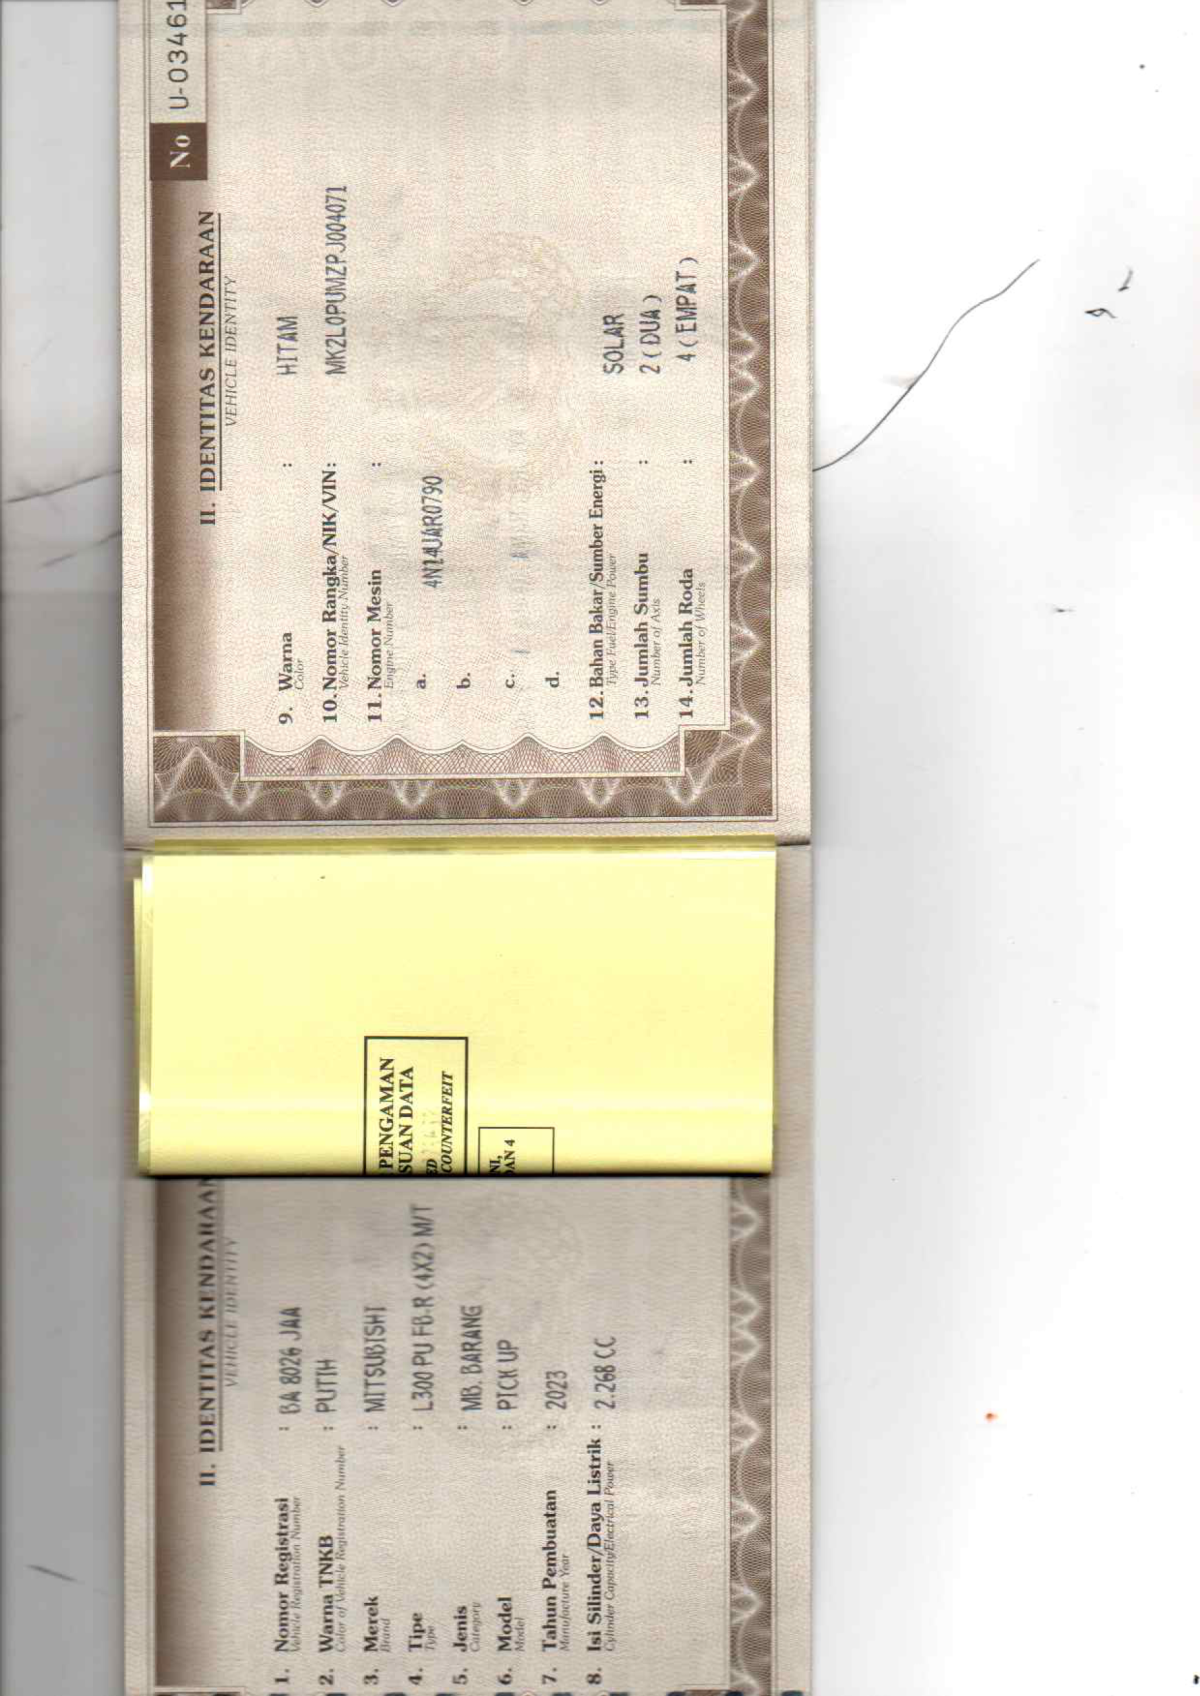 II. IDENTITAS KENDARAAN
VEHICLE IDENTITY
1. Nomor Registrasi : BA 8026 JAA
Vehicle Registration Number
2. Warna TNKB : PUTIH
Color of Vehicle Registration Number
3. Merek : MITSUBISHI
Brand
4. Tipe : L300 PU FB-R (4X2) M/T
Type
5. Jenis : MB. BARANG
Category
6. Model : PICK UP
Model
7. Tahun Pembuatan : 2023
Manufacture Year
8. Isi Silinder/Daya Listrik : 2.268 CC
Cylinder Capacity/Electrical Power
PENGAMAN
SUAN DATA
ED
COUNTERFEIT
NI,
DAN 4
No U-03461
II. IDENTITAS KENDARAAN
VEHICLE IDENTITY
9. Warna : HITAM
Color
10. Nomor Rangka/NIK/VIN : MK2L0PUMZPJ004071
Vehicle Identity Number
11. Nomor Mesin :
Engine Number
a. 4N14UAR0790
b.
c.
d.
12. Bahan Bakar/Sumber Energi : SOLAR
Type Fuel/Engine Power
13. Jumlah Sumbu : 2 ( DUA )
Number of Axis
14. Jumlah Roda : 4 ( EMPAT )
Number of Wheels